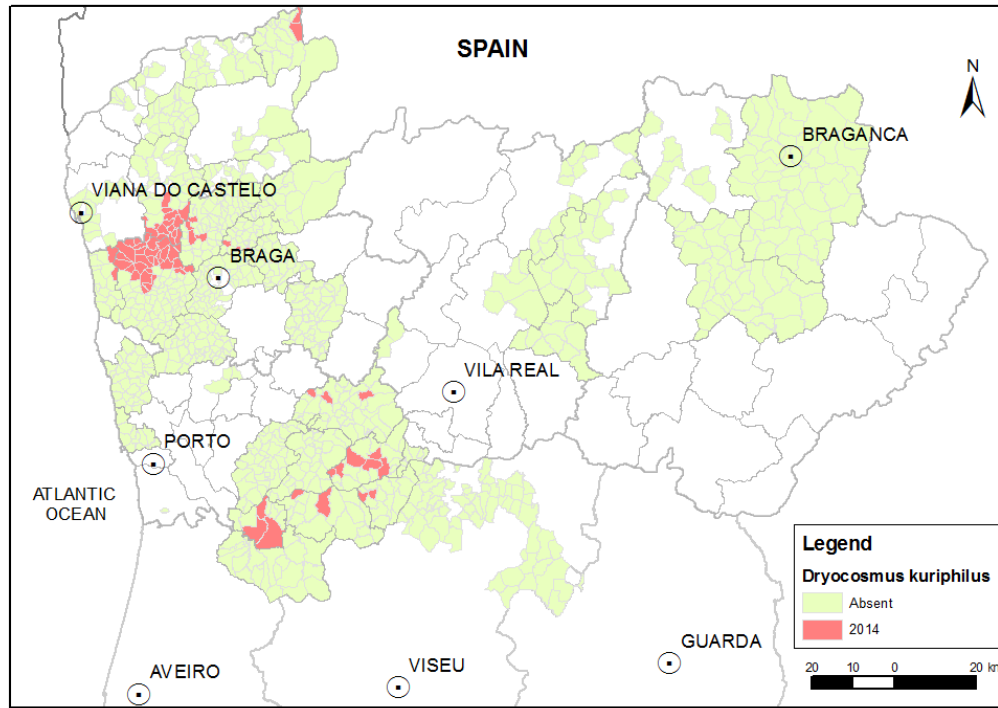 SPAIN
N
BRAGANCA
VIANA DO CASTELO
BRAGA
VILA REAL
PORTO
ATLANTIC
OCEAN
Legend
Dryocosmus kuriphilus
Absent
2014
GUARDA
AVEIRO
VISEU
20 10 0 20 km